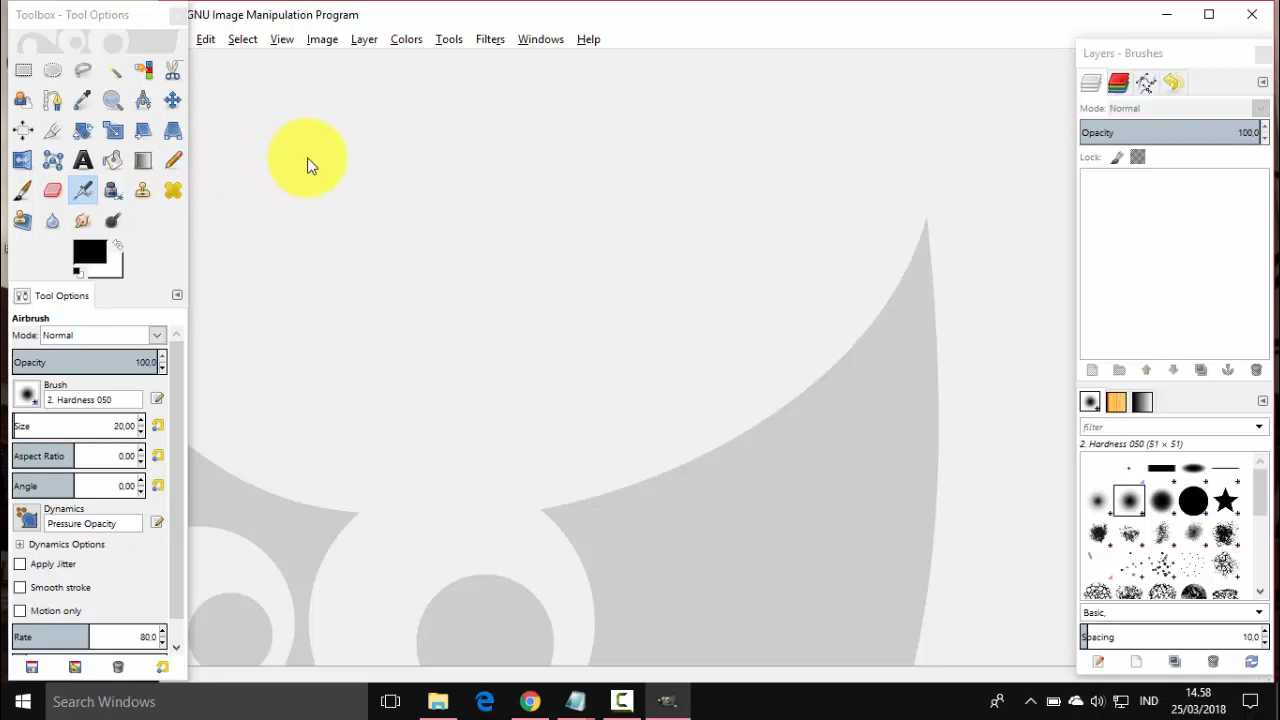 Toolbox - Tool Options
GNU Image Manipulation Program
Edit Select View Image Layer Colors Tools Filters Windows Help
Layers - Brushes
Mode: Normal
Opacity 100,0
Lock:
Tool Options
Airbrush
Mode: Normal
Opacity 100,0
Brush
2. Hardness 050
Size 20,00
Aspect Ratio 0,00
Angle 0,00
Dynamics
Pressure Opacity
Dynamics Options
Apply Jitter
Smooth stroke
Motion only
Rate 80,0
filter
2. Hardness 050 (51 × 51)
Basic,
Spacing 10,0
Search Windows
IND
14.58
25/03/2018